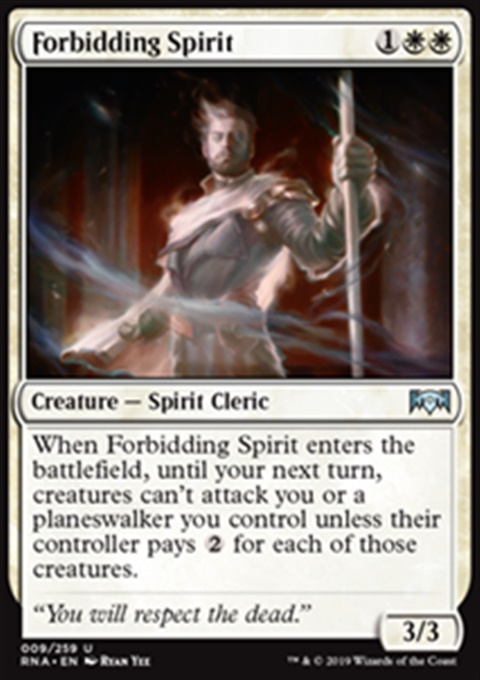 Forbidding Spirit 1
Creature — Spirit Cleric
When Forbidding Spirit enters the
battlefield, until your next turn,
creatures can't attack you or a
planeswalker you control unless their
controller pays 2 for each of those
creatures.
"You will respect the dead."
3/3
009/259 U
RNA • EN Ryan Yee
™ & © 2019 Wizards of the Coast